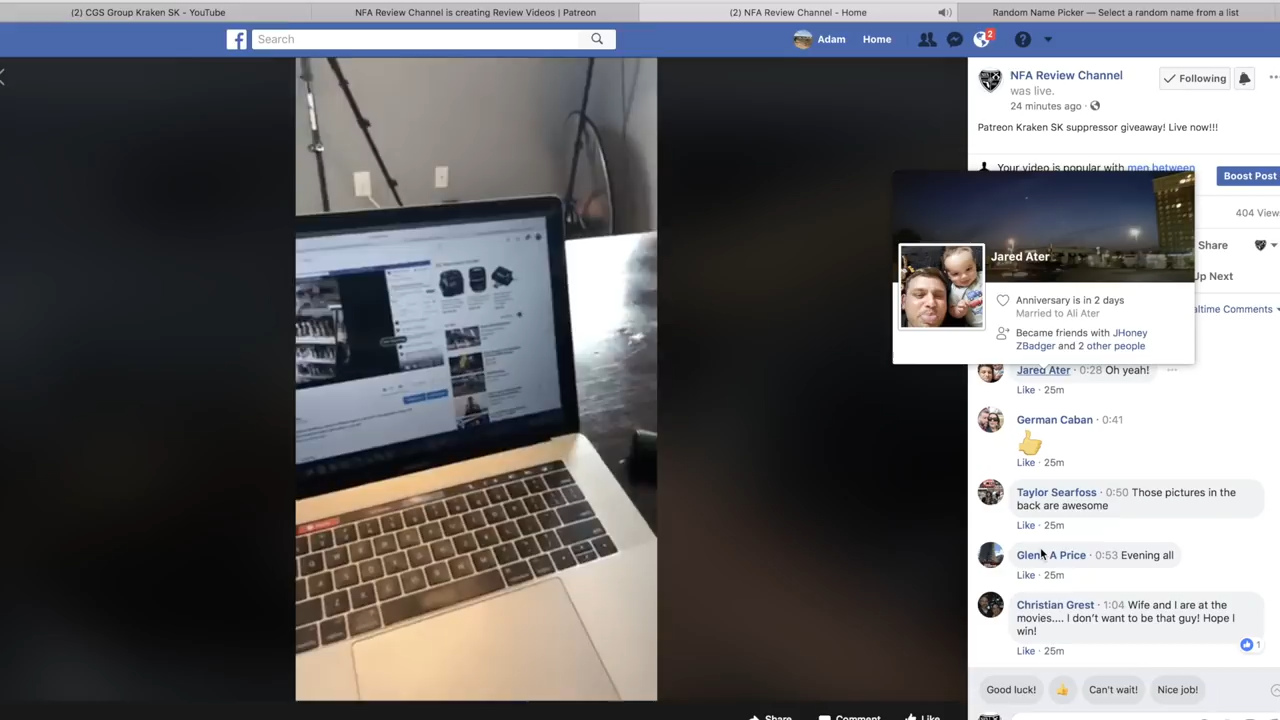 (2) CGS Group Kraken SK - YouTube
NFA Review Channel is creating Review Videos | Patreon
(2) NFA Review Channel - Home
Random Name Picker — Select a random name from a list
Search
Adam
Home
2
NFA Review Channel
was live.
24 minutes ago ·
Following
Patreon Kraken SK suppressor giveaway! Live now!!!
Your video is popular with men between
Boost Post
404 View
Share
Up Next
altime Comments
Jared Ater
Anniversary is in 2 days
Married to Ali Ater
Became friends with JHoney
ZBadger and 2 other people
Jared Ater · 0:28 Oh yeah!
Like · 25m
German Caban · 0:41
Like · 25m
Taylor Searfoss · 0:50 Those pictures in the
back are awesome
Like · 25m
Glenn A Price · 0:53 Evening all
Like · 25m
Christian Grest · 1:04 Wife and I are at the
movies.... I don't want to be that guy! Hope I
win!
1
Like · 25m
Good luck!
Can't wait!
Nice job!
Share
Comment
Like